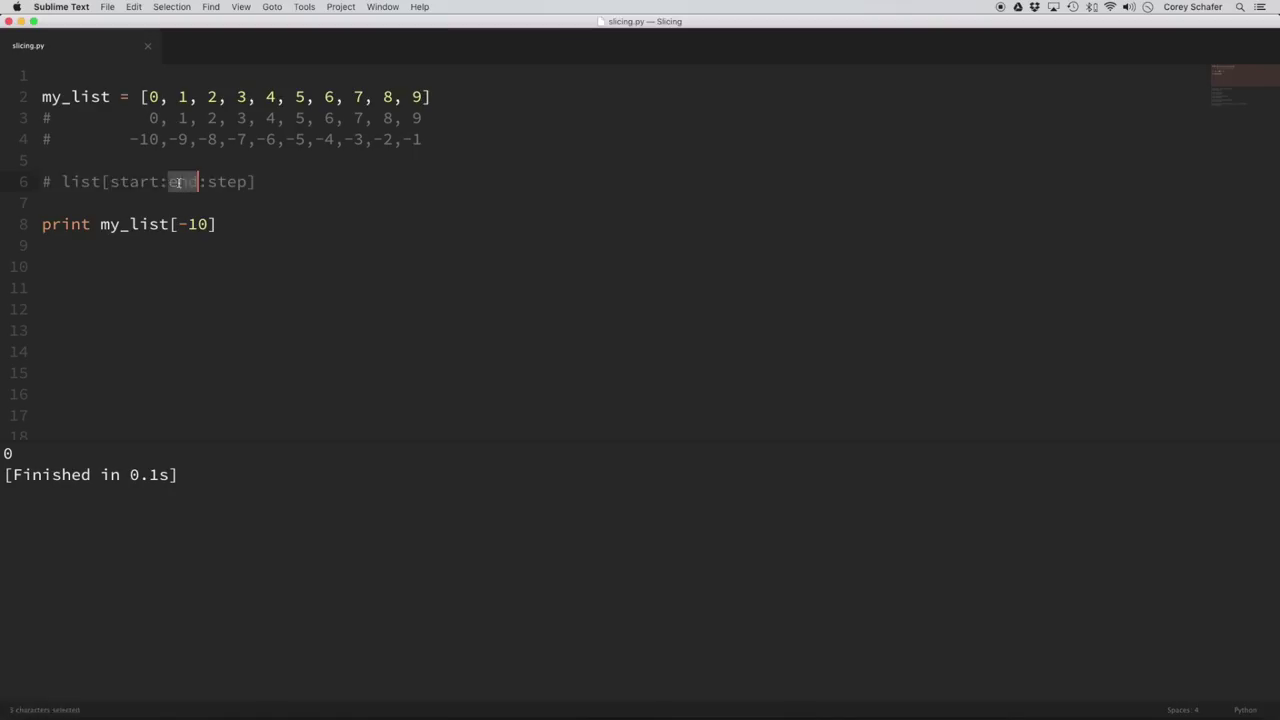 Sublime Text File Edit Selection Find View Goto Tools Project Window Help Corey Schafer
slicing.py — Slicing
slicing.py
1
2 my_list = [0, 1, 2, 3, 4, 5, 6, 7, 8, 9]
3 # 0, 1, 2, 3, 4, 5, 6, 7, 8, 9
4 # -10,-9,-8,-7,-6,-5,-4,-3,-2,-1
5
6 # list[start:end:step]
7
8 print my_list[-10]
9
10
11
12
13
14
15
16
17
18
0
[Finished in 0.1s]
3 characters selected Spaces: 4 Python